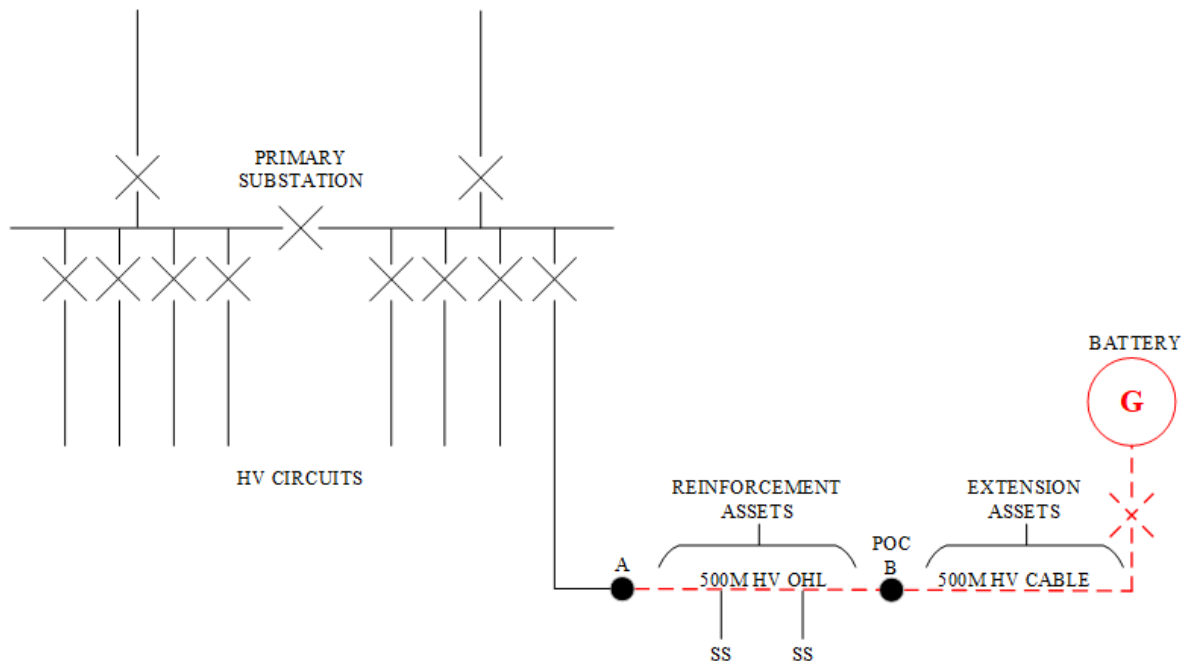 PRIMARY
SUBSTATION
HV CIRCUITS
BATTERY
G
REINFORCEMENT
ASSETS
EXTENSION
ASSETS
A
POC
B
500M HV OHL
500M HV CABLE
SS
SS